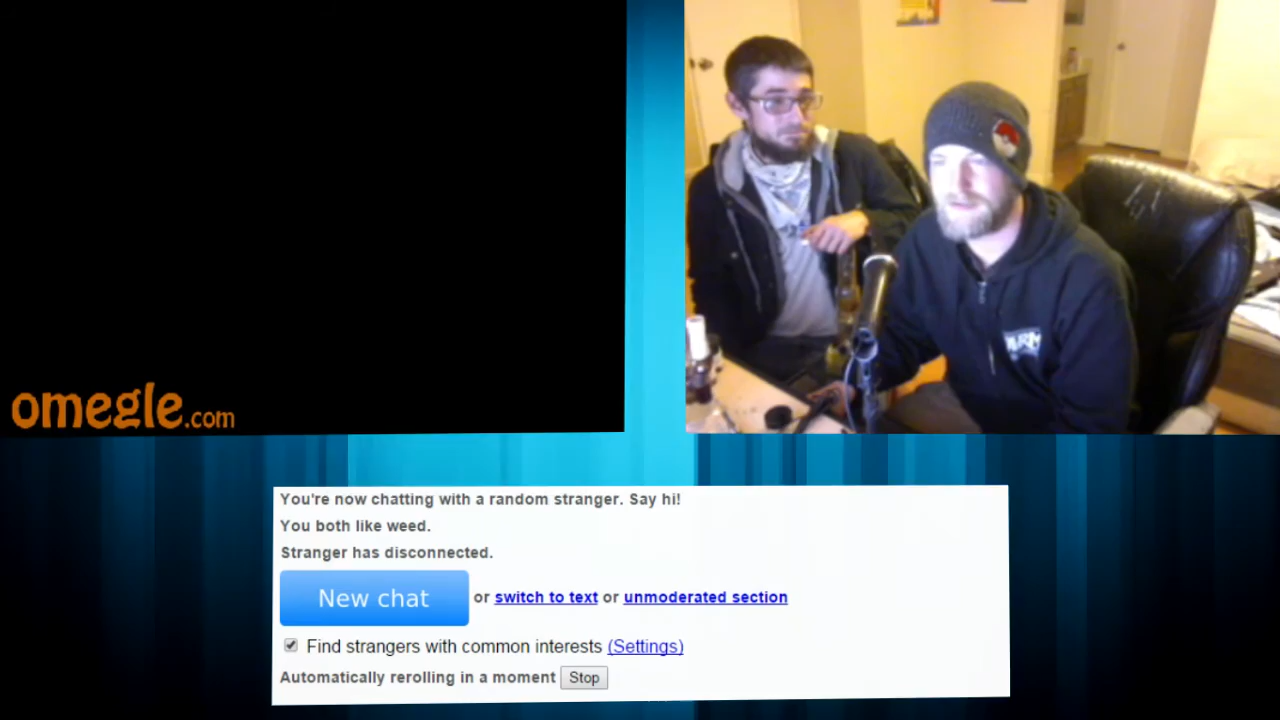 omegle.com
You're now chatting with a random stranger. Say hi!
You both like weed.
Stranger has disconnected.
New chat or switch to text or unmoderated section
Find strangers with common interests (Settings)
Automatically rerolling in a moment Stop